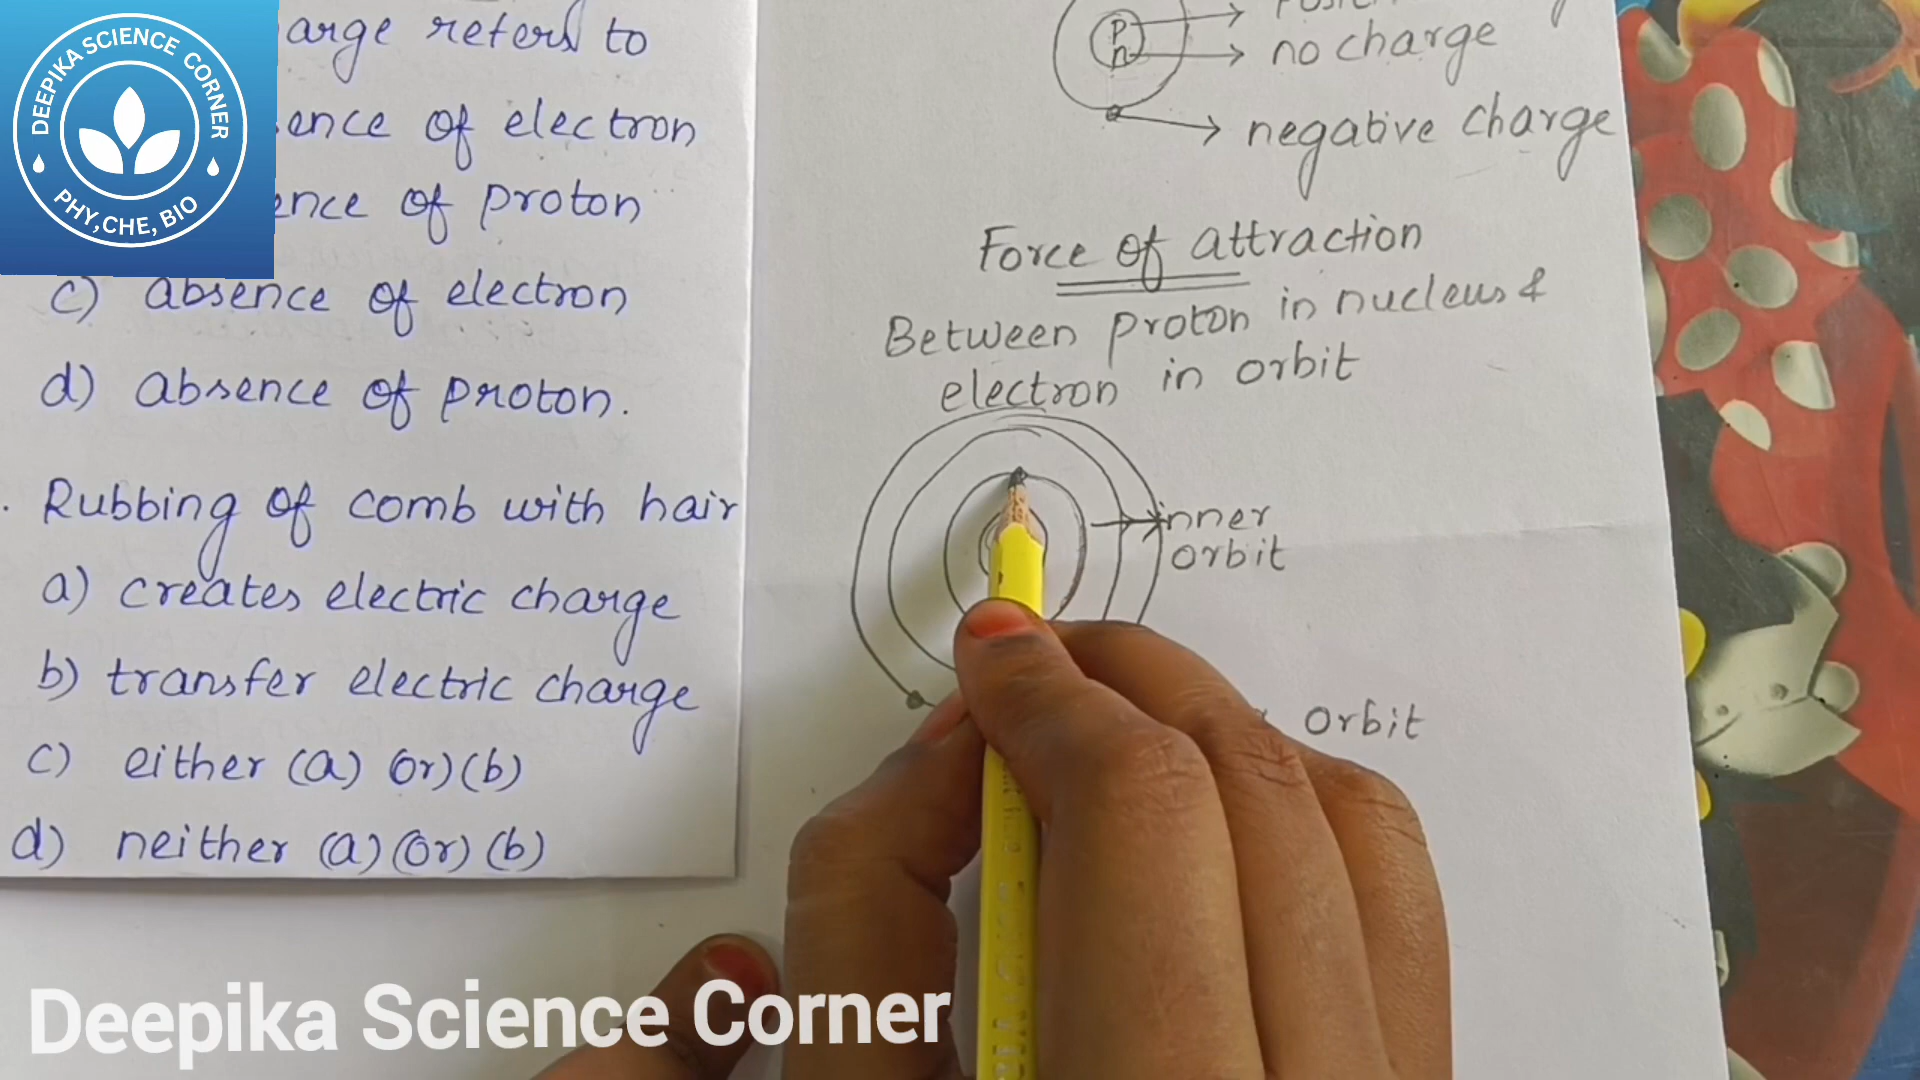 DEEPIKA SCIENCE CORNER
PHY,CHE, BIO
arge refers to
ence of electron
ence of proton
c) absence of electron
d) absence of proton.
. Rubbing of comb with hair
a) creates electric charge
b) transfer electric charge
c) either (a) (or)(b)
d) neither (a) (or) (b)
P
n
no charge
negative charge
Force of attraction
Between proton in nucleus &
electron in orbit
inner
orbit
orbit
Deepika Science Corner